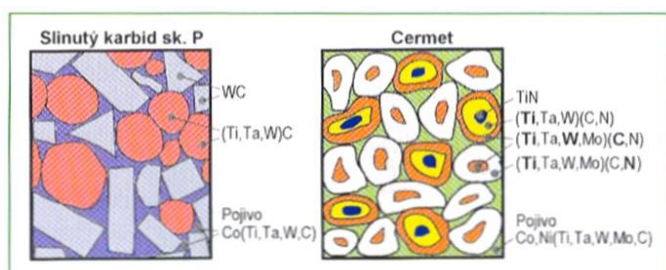 Slinutý karbid sk. P
WC
(Ti,Ta,W)C
Pojivo
Co(Ti,Ta,W,C)
Cermet
TiN
(Ti,Ta,W)(C,N)
(Ti,Ta,W,Mo)(C,N)
(Ti,Ta,W,Mo)(C,N)
Pojivo
Co,Ni(Ti,Ta,W,Mo,C)